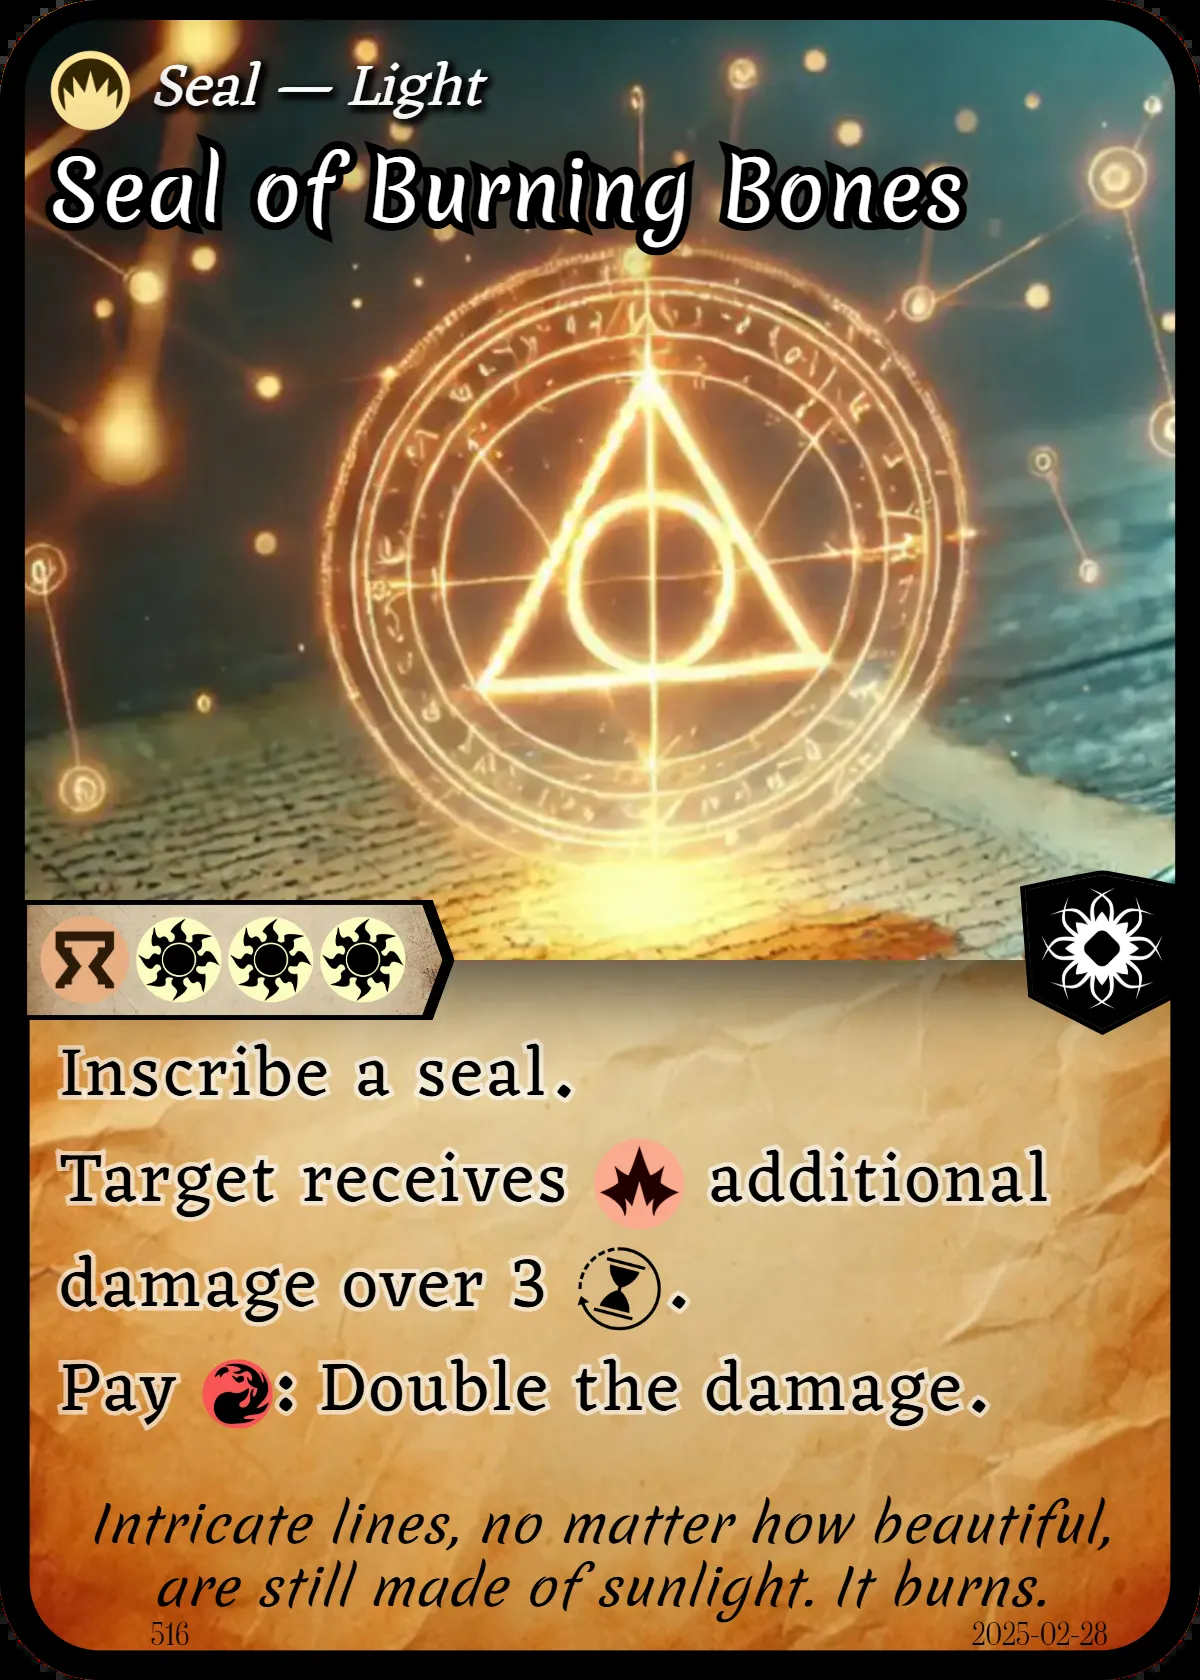 Seal — Light
Seal of Burning Bones
Inscribe a seal.
Target receives additional
damage over 3 .
Pay : Double the damage.
Intricate lines, no matter how beautiful,
are still made of sunlight. It burns.
516
2025-02-28